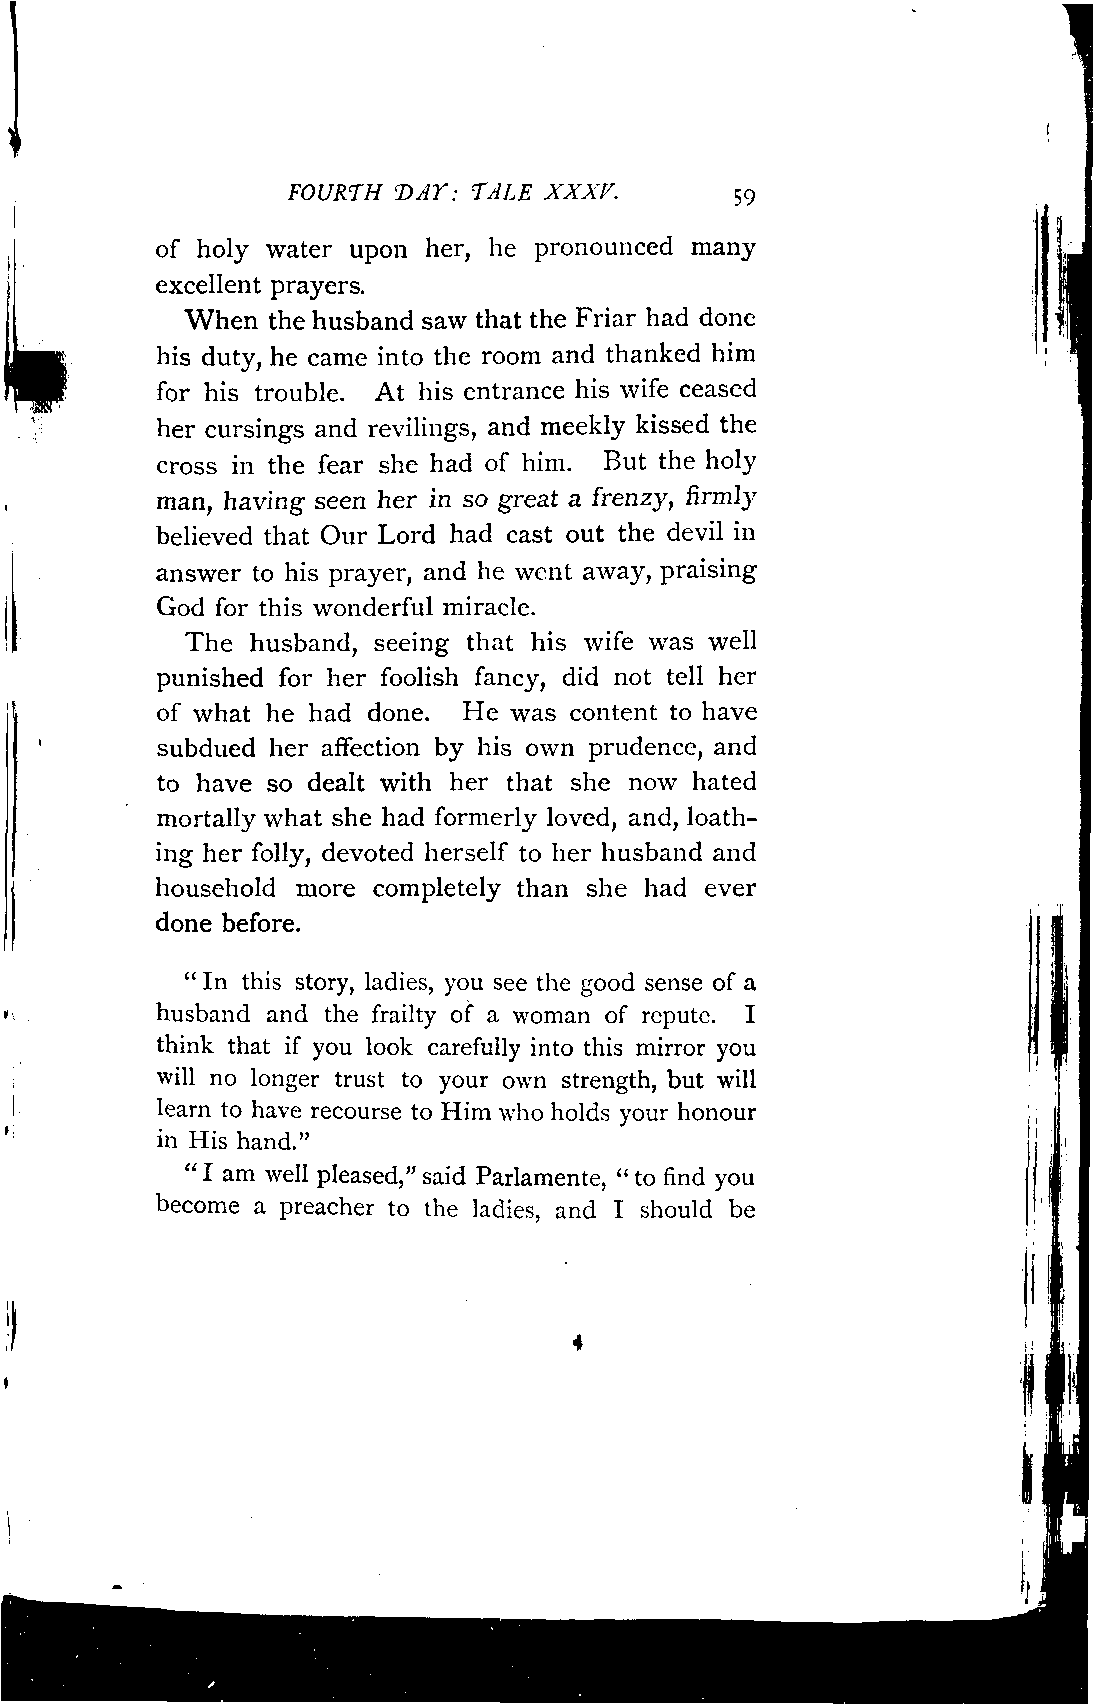 FOURTH DAY: TALE XXXV. 59
of holy water upon her, he pronounced many
excellent prayers.
When the husband saw that the Friar had done
his duty, he came into the room and thanked him
for his trouble. At his entrance his wife ceased
her cursings and revilings, and meekly kissed the
cross in the fear she had of him. But the holy
man, having seen her in so great a frenzy, firmly
believed that Our Lord had cast out the devil in
answer to his prayer, and he went away, praising
God for this wonderful miracle.
The husband, seeing that his wife was well
punished for her foolish fancy, did not tell her
of what he had done. He was content to have
subdued her affection by his own prudence, and
to have so dealt with her that she now hated
mortally what she had formerly loved, and, loath-
ing her folly, devoted herself to her husband and
household more completely than she had ever
done before.
"In this story, ladies, you see the good sense of a
husband and the frailty of a woman of repute. I
think that if you look carefully into this mirror you
will no longer trust to your own strength, but will
learn to have recourse to Him who holds your honour
in His hand."
"I am well pleased," said Parlamente, "to find you
become a preacher to the ladies, and I should be